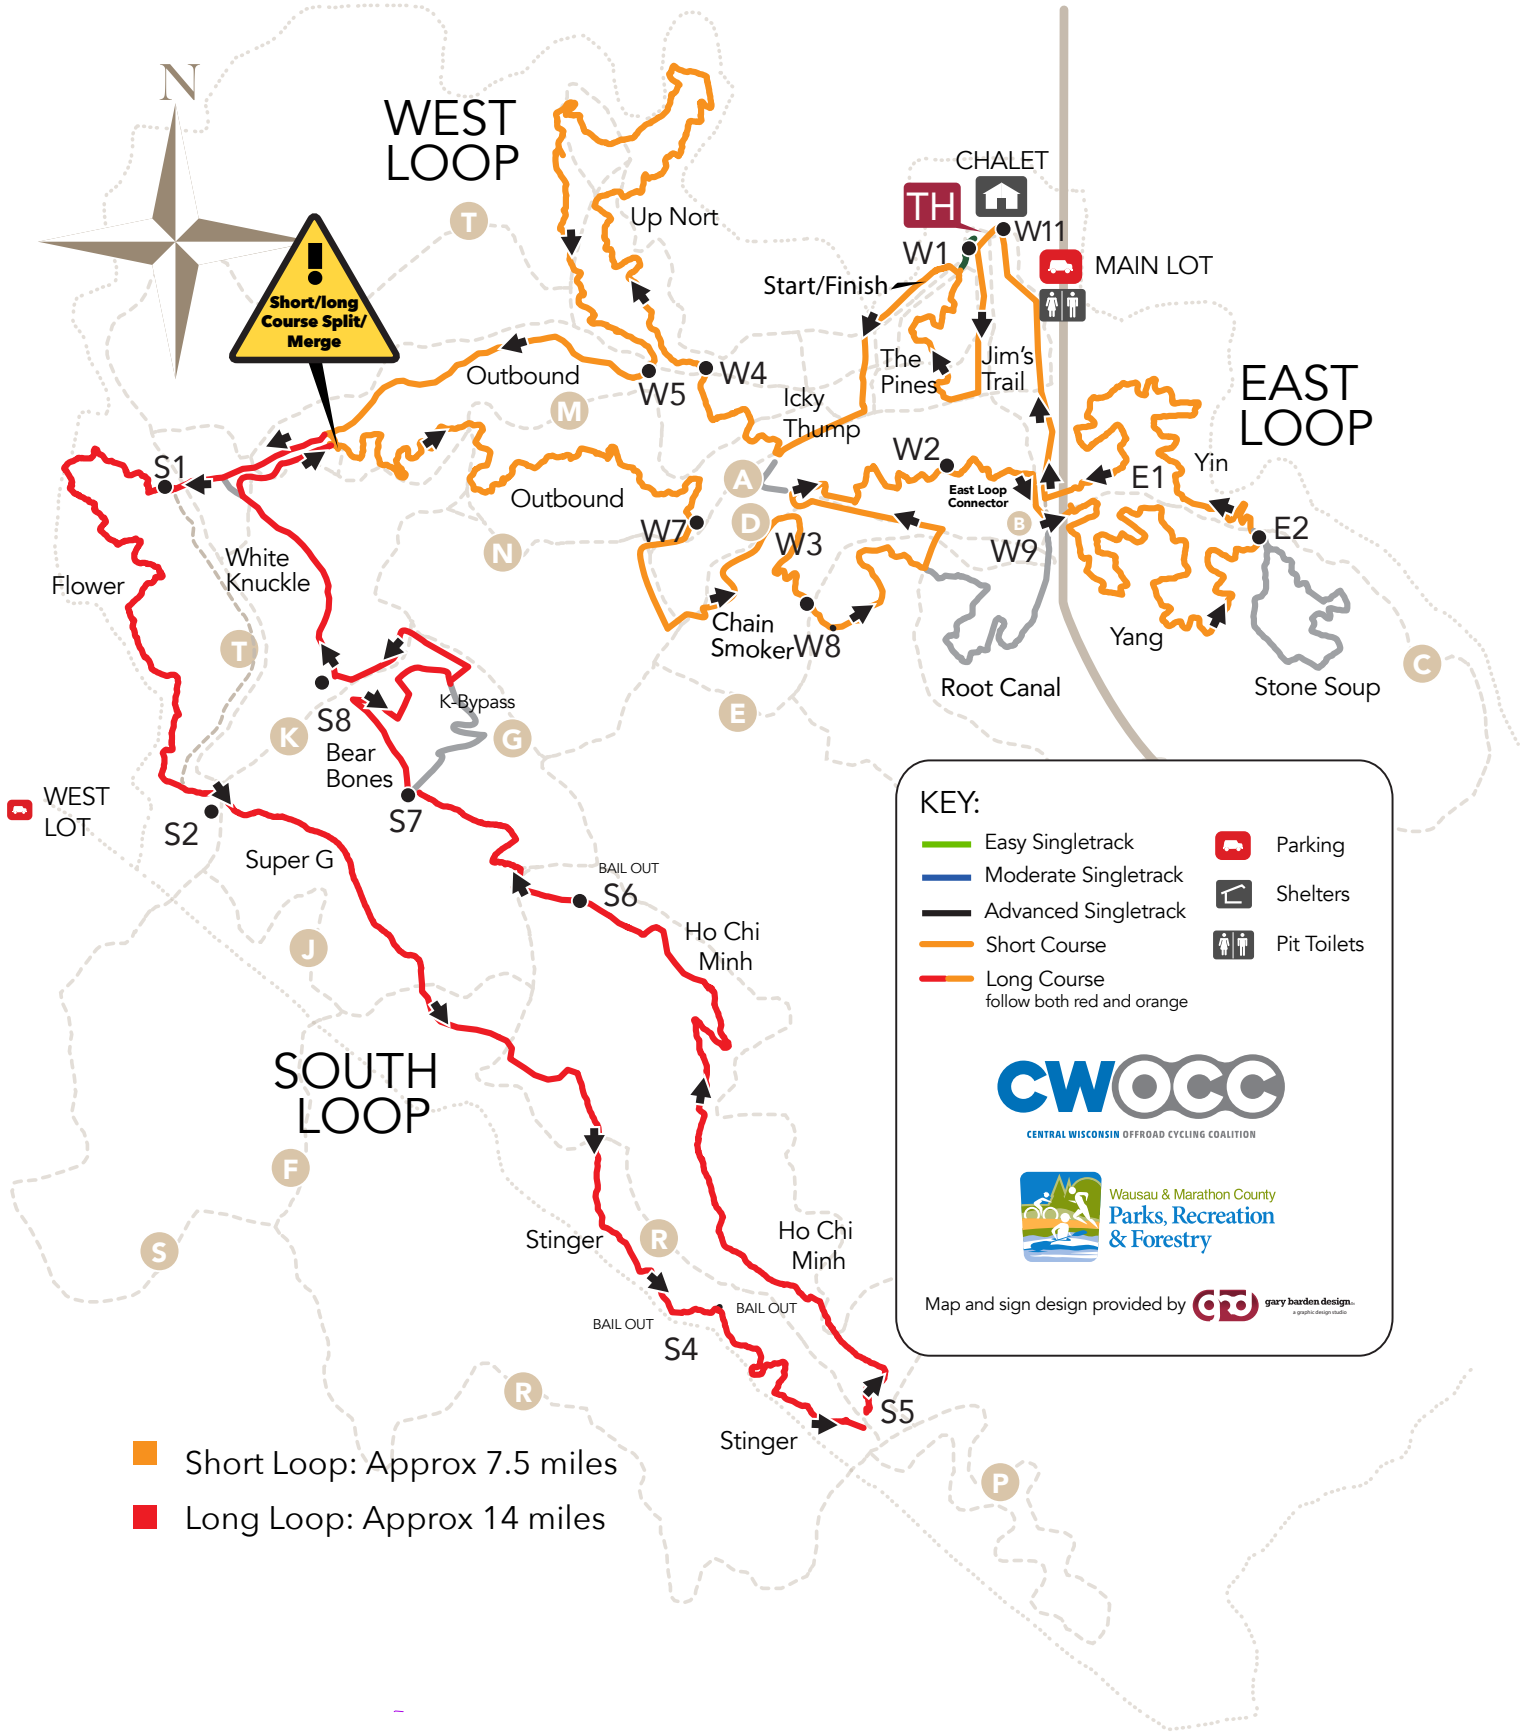 N
WEST
LOOP
T
Up Nort
CHALET
TH
W11
W1
MAIN LOT
Start/Finish
Short/long
Course Split/
Merge
The
Pines
Jim's
Trail
Outbound
W5
W4
M
Icky
Thump
EAST
LOOP
W2
Yin
E1
S1
A
East Loop
Connector
Outbound
W7
D
W3
B
W9
E2
N
White
Knuckle
Flower
Chain
Smoker
W8
Yang
T
C
Root Canal
Stone Soup
K-Bypass
S8
E
K
G
Bear
Bones
WEST
LOT
S2
S7
Super G
BAIL OUT
S6
J
Ho Chi
Minh
SOUTH
LOOP
F
S
Stinger
R
Ho Chi
Minh
BAIL OUT
BAIL OUT
S4
R
S5
Stinger
P
KEY:
Easy Singletrack
Moderate Singletrack
Advanced Singletrack
Short Course
Long Course
follow both red and orange
Parking
Shelters
Pit Toilets
CWOCC
CENTRAL WISCONSIN OFFROAD CYCLING COALITION
Wausau & Marathon County
Parks, Recreation
& Forestry
Map and sign design provided by gbd gary barden design
a graphic design studio
Short Loop: Approx 7.5 miles
Long Loop: Approx 14 miles